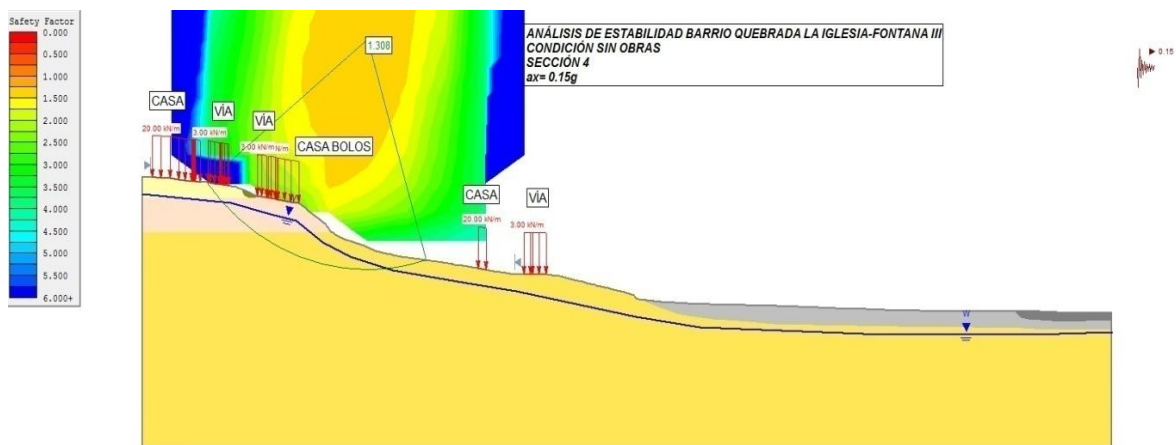 Safety Factor
0.000
0.500
1.000
1.500
2.000
2.500
3.000
3.500
4.000
4.500
5.000
5.500
6.000+
1.308
ANÁLISIS DE ESTABILIDAD BARRIO QUEBRADA LA IGLESIA-FONTANA III
CONDICIÓN SIN OBRAS
SECCIÓN 4
ax= 0.15g
0.15
CASA
VÍA
VÍA
20.00 kN/m
3.00 kN/m
3.00 kN/m
CASA BOLOS
CASA
VÍA
20.00 kN/m
3.00 kN/m
W
W